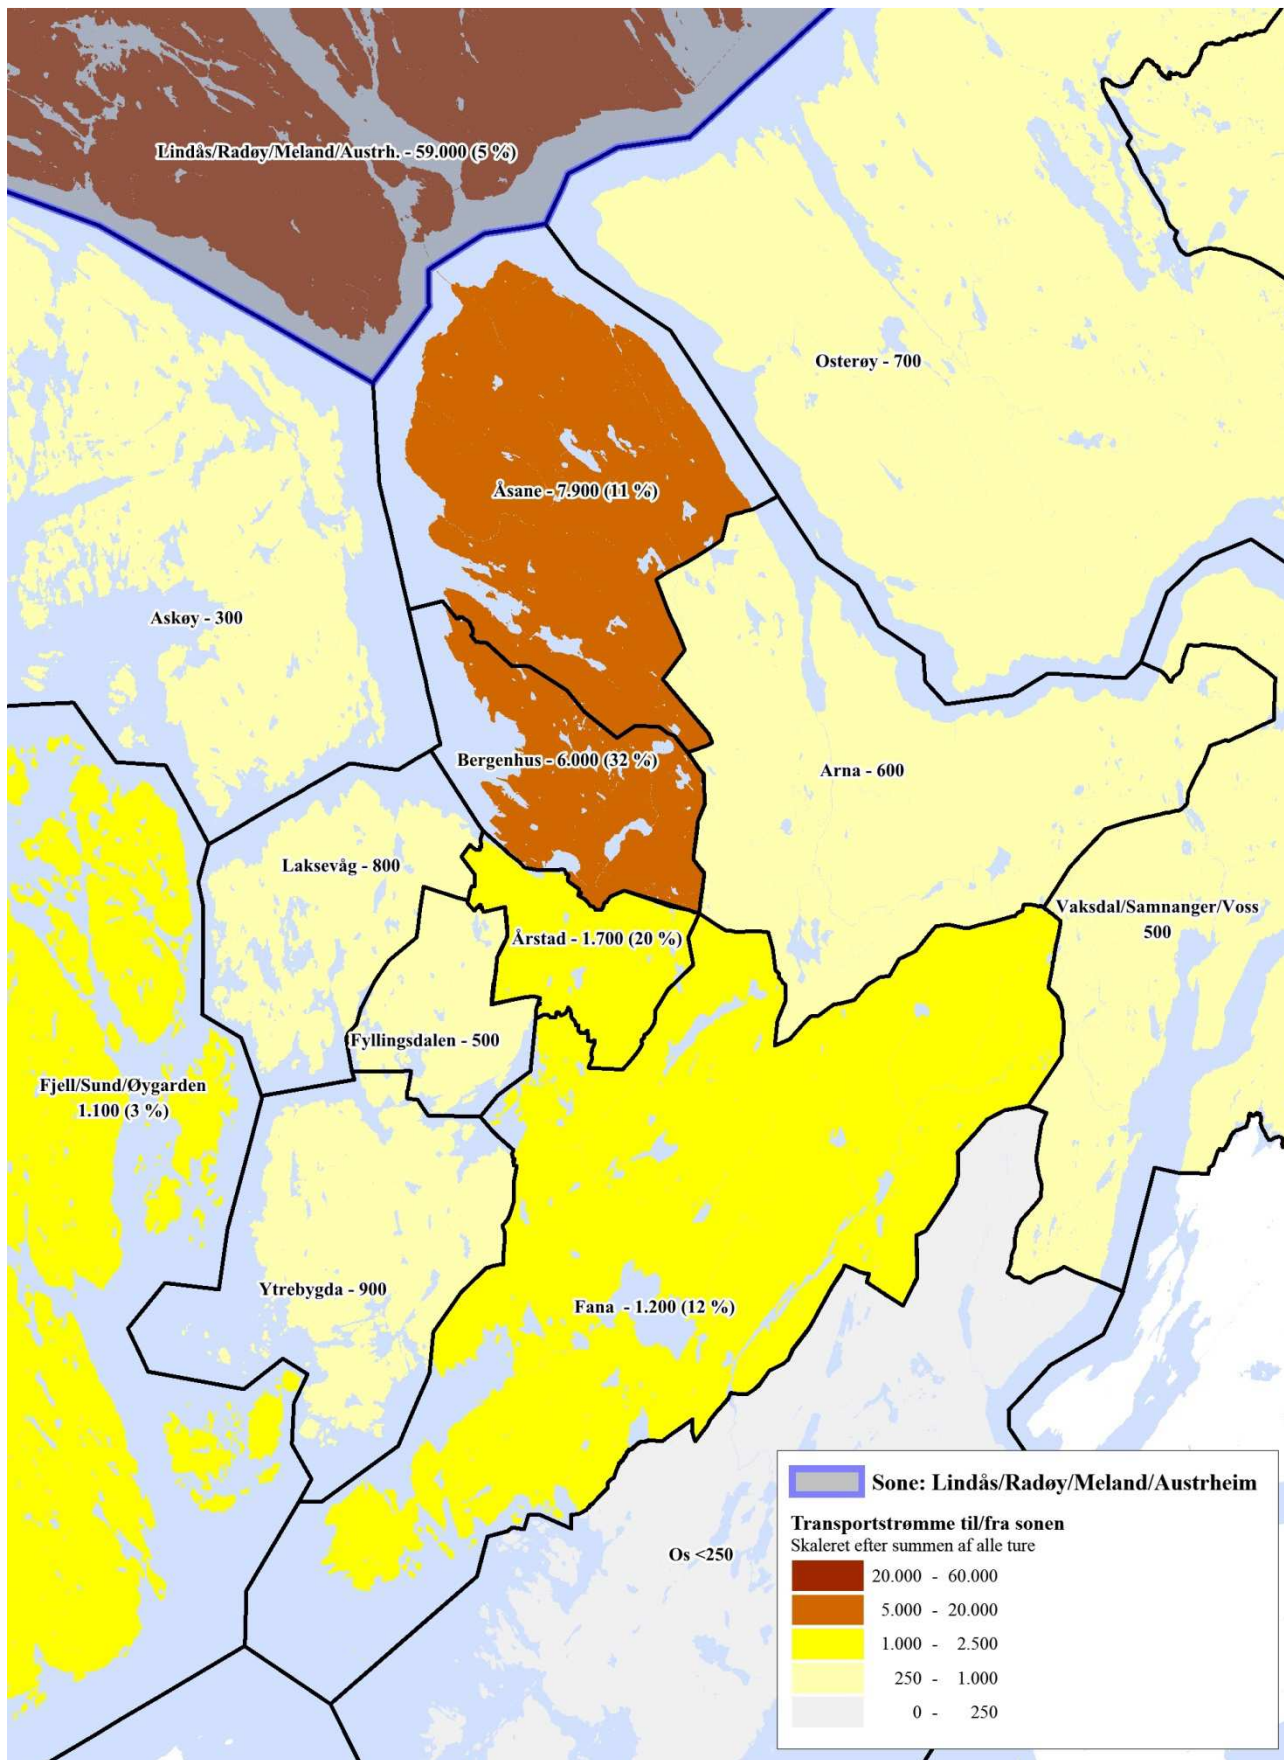 Lindås/Radøy/Meland/Austrh. - 59.000 (5 %)
Osterøy - 700
Åsane - 7.900 (11 %)
Askøy - 300
Bergenhus - 6.000 (32 %)
Arna - 600
Laksevåg - 800
Vaksdal/Samnanger/Voss
500
Årstad - 1.700 (20 %)
Fyllingsdalen - 500
Fjell/Sund/Øygarden
1.100 (3 %)
Ytrebygda - 900
Fana - 1.200 (12 %)
Os <250
Sone: Lindås/Radøy/Meland/Austrheim
Transportstrømme til/fra sonen
Skaleret efter summen af alle ture
20.000 - 60.000
5.000 - 20.000
1.000 - 2.500
250 - 1.000
0 - 250